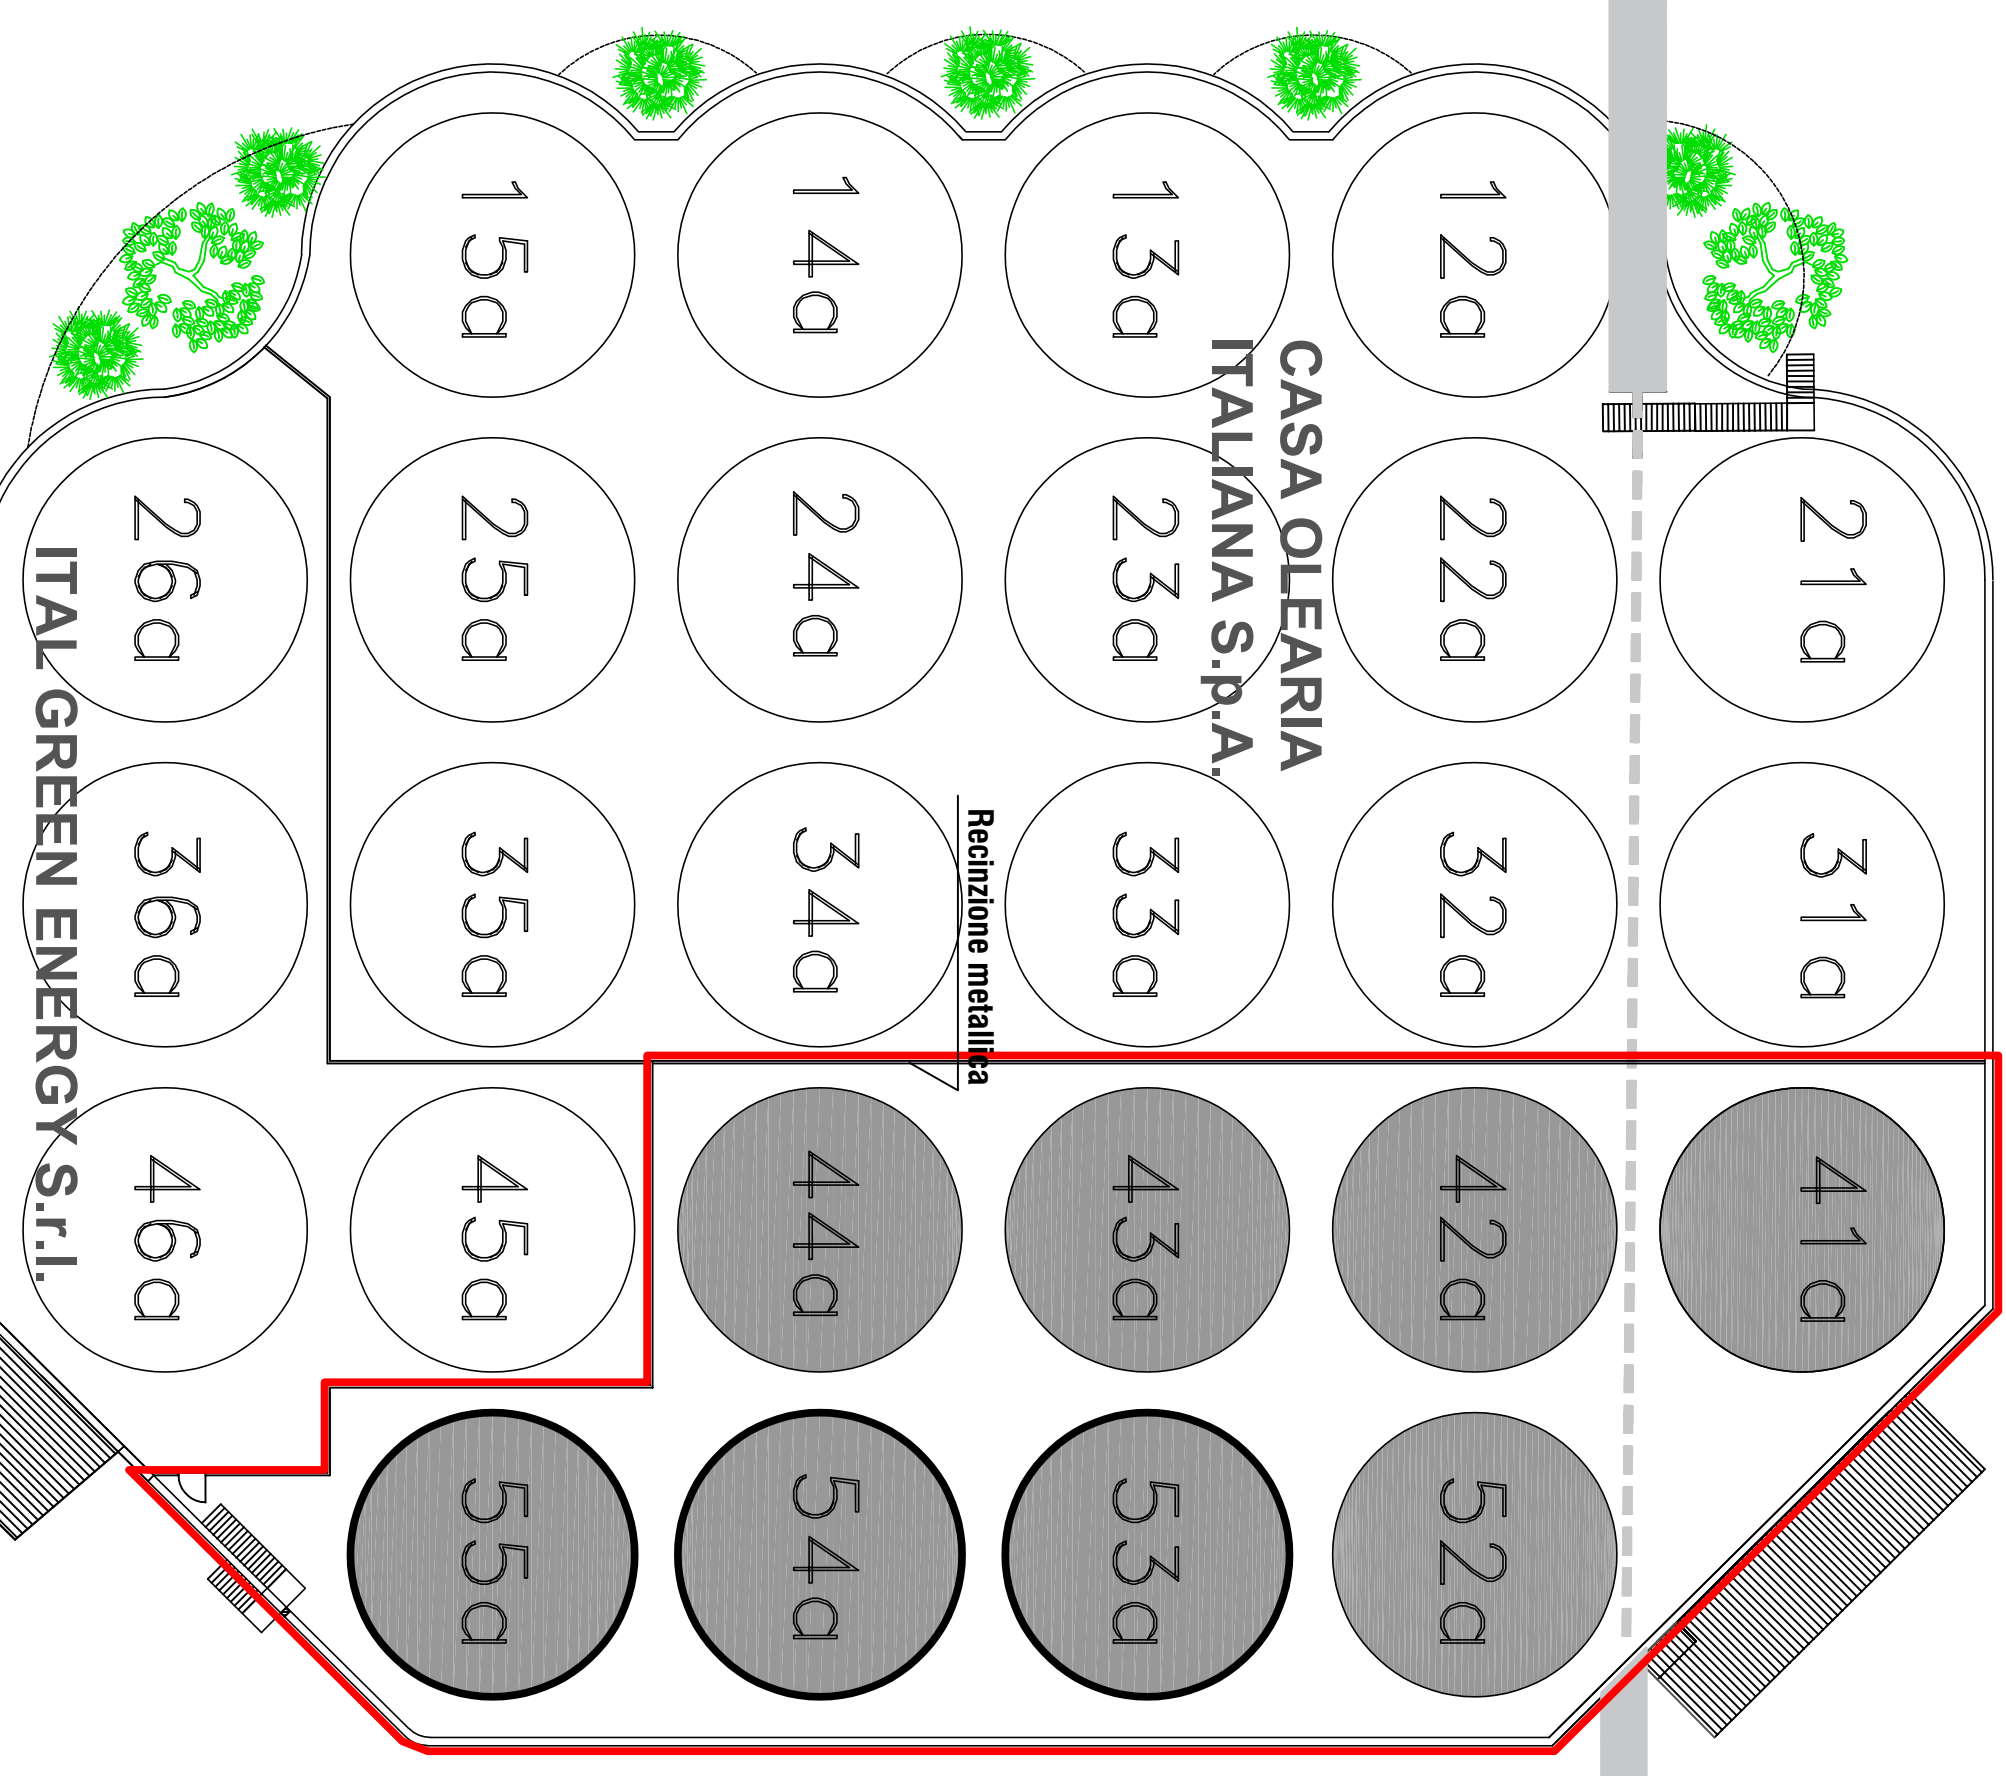 15a
14a
13a
12a
CASA OLEARIA
ITALIANA S.p.A.
26a
25a
24a
23a
22a
21a
ITAL GREEN ENERGY S.r.l.
36a
35a
34a
33a
32a
31a
Recinzione metallica
46a
45a
44a
43a
42a
41a
55a
54a
53a
52a